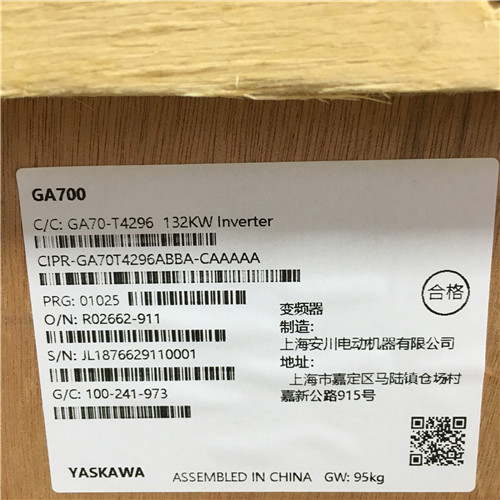 GA700
C/C: GA70-T4296 132KW Inverter
CIPR-GA70T4296ABBA-CAAAAA
PRG: 01025
合格
O/N: R02662-911
变频器
制造:
S/N: JL1876629110001
上海安川电动机器有限公司
地址:
G/C: 100-241-973
上海市嘉定区马陆镇仓场村
嘉新公路915号
YASKAWA ASSEMBLED IN CHINA GW: 95kg